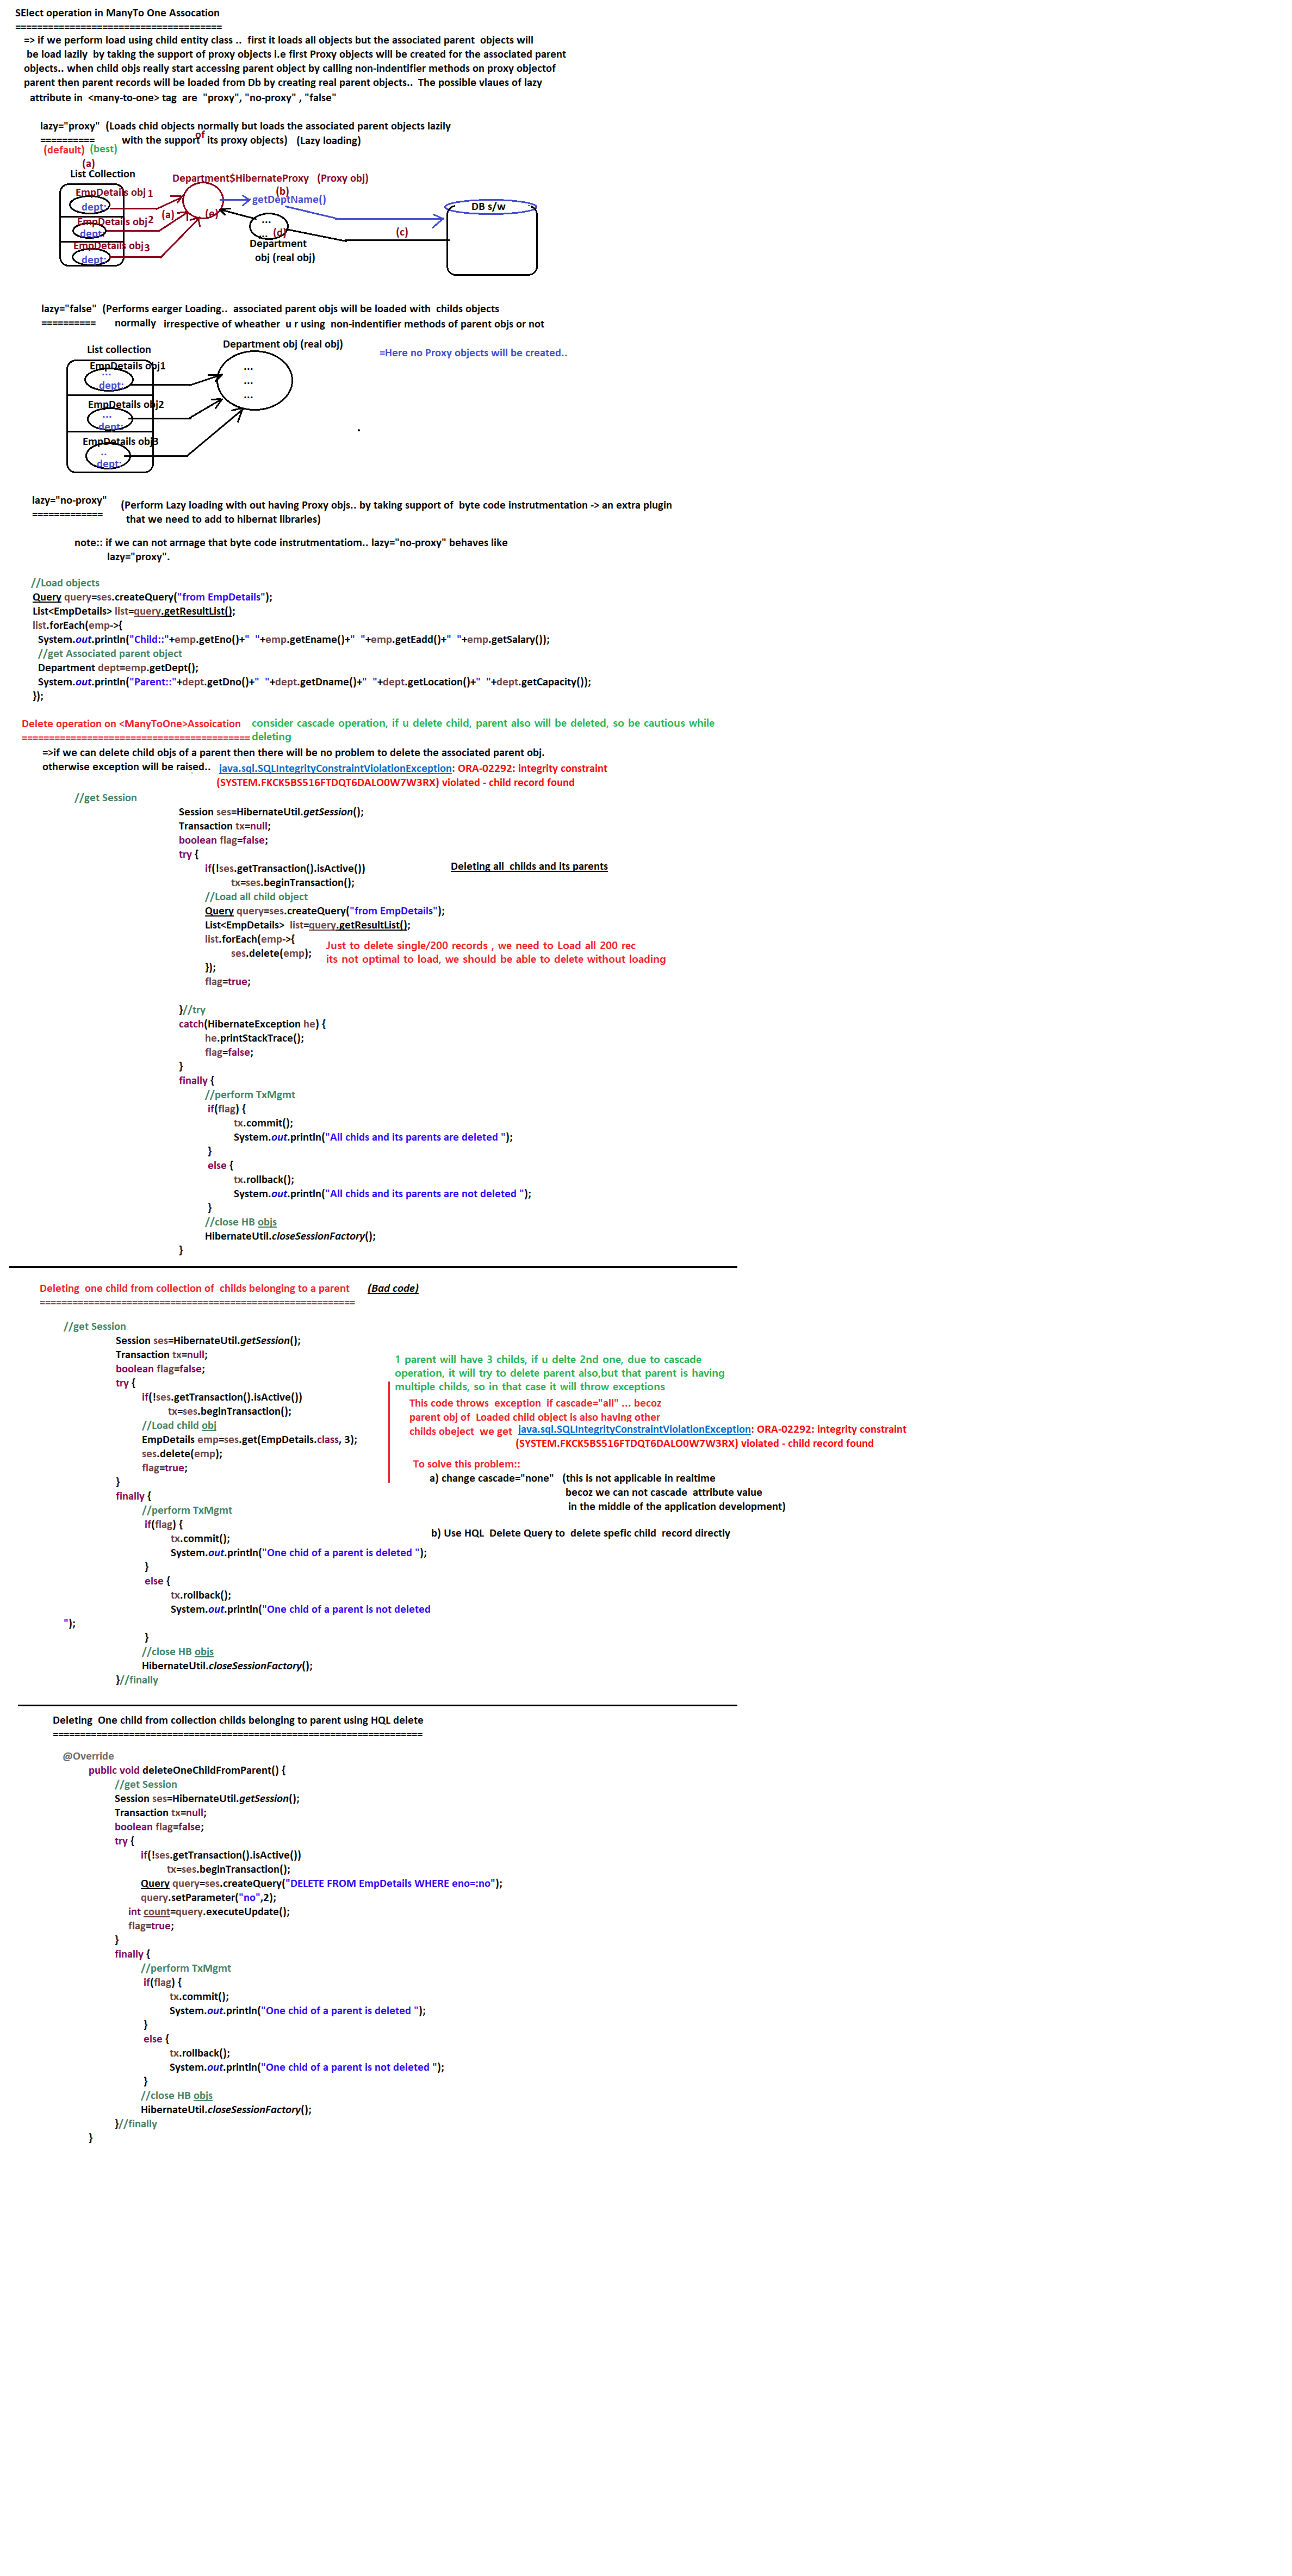 SElect operation in ManyTo One Assocation
======================================
=> if we perform load using child entity class .. first it loads all objects but the associated parent objects will
be load lazily by taking the support of proxy objects i.e first Proxy objects will be created for the associated parent
objects.. when child objs really start accessing parent object by calling non-indentifier methods on proxy objectof
parent then parent records will be loaded from Db by creating real parent objects.. The possible vlaues of lazy
attribute in <many-to-one> tag are "proxy", "no-proxy" , "false"
lazy="proxy" (Loads chid objects normally but loads the associated parent objects lazily
========== with the support of its proxy objects) (Lazy loading)
(default) (best)
(a)
List Collection
Department$HibernateProxy (Proxy obj)
EmpDetails obj 1
(b)
getDeptName()
dept:
DB s/w
(a)
(e)
EmpDetails obj 2
dept:
...
... (d)
(c)
EmpDetails obj 3
dept:
Department
obj (real obj)
lazy="false" (Performs earger Loading.. associated parent objs will be loaded with childs objects
========== normally irrespective of wheather u r using non-indentifier methods of parent objs or not
List collection
Department obj (real obj)
=Here no Proxy objects will be created..
EmpDetails obj1
...
dept:
...
...
...
EmpDetails obj2
...
dept:
EmpDetails obj3
..
dept:
lazy="no-proxy" (Perform Lazy loading with out having Proxy objs.. by taking support of byte code instrutmentation -> an extra plugin
============= that we need to add to hibernat libraries)
note:: if we can not arrnage that byte code instrutmentatiom.. lazy="no-proxy" behaves like
lazy="proxy".
//Load objects
Query query=ses.createQuery("from EmpDetails");
List<EmpDetails> list=query.getResultList();
list.forEach(emp->{
System.out.println("Child::"+emp.getEno()+" "+emp.getEname()+" "+emp.getEadd()+" "+emp.getSalary());
//get Associated parent object
Department dept=emp.getDept();
System.out.println("Parent::"+dept.getDno()+" "+dept.getDname()+" "+dept.getLocation()+" "+dept.getCapacity());
});
Delete operation on <ManyToOne>Assoication consider cascade operation, if u delete child, parent also will be deleted, so be cautious while
========================================== deleting
=>if we can delete child objs of a parent then there will be no problem to delete the associated parent obj.
otherwise exception will be raised.. java.sql.SQLIntegrityConstraintViolationException: ORA-02292: integrity constraint
(SYSTEM.FKCK5BS516FTDQT6DALO0W7W3RX) violated - child record found
//get Session
Session ses=HibernateUtil.getSession();
Transaction tx=null;
boolean flag=false;
try {
if(!ses.getTransaction().isActive()) Deleting all childs and its parents
tx=ses.beginTransaction();
//Load all child object
Query query=ses.createQuery("from EmpDetails");
List<EmpDetails> list=query.getResultList();
list.forEach(emp->{ Just to delete single/200 records , we need to Load all 200 rec
ses.delete(emp); its not optimal to load, we should be able to delete without loading
});
flag=true;
}//try
catch(HibernateException he) {
he.printStackTrace();
flag=false;
}
finally {
//perform TxMgmt
if(flag) {
tx.commit();
System.out.println("All chids and its parents are deleted ");
}
else {
tx.rollback();
System.out.println("All chids and its parents are not deleted ");
}
//close HB objs
HibernateUtil.closeSessionFactory();
}
Deleting one child from collection of childs belonging to a parent (Bad code)
==========================================================
//get Session
Session ses=HibernateUtil.getSession();
Transaction tx=null;
boolean flag=false;
try {
if(!ses.getTransaction().isActive())
tx=ses.beginTransaction();
//Load child obj
EmpDetails emp=ses.get(EmpDetails.class, 3);
ses.delete(emp);
flag=true;
}
finally {
//perform TxMgmt
if(flag) {
tx.commit();
System.out.println("One chid of a parent is deleted ");
}
else {
tx.rollback();
System.out.println("One chid of a parent is not deleted
");
}
//close HB objs
HibernateUtil.closeSessionFactory();
}//finally
1 parent will have 3 childs, if u delte 2nd one, due to cascade
operation, it will try to delete parent also,but that parent is having
multiple childs, so in that case it will throw exceptions
This code throws exception if cascade="all" ... becoz
parent obj of Loaded child object is also having other
childs obeject we get java.sql.SQLIntegrityConstraintViolationException: ORA-02292: integrity constraint
(SYSTEM.FKCK5BS516FTDQT6DALO0W7W3RX) violated - child record found
To solve this problem::
a) change cascade="none" (this is not applicable in realtime
becoz we can not cascade attribute value
in the middle of the application development)
b) Use HQL Delete Query to delete spefic child record directly
Deleting One child from collection childs belonging to parent using HQL delete
====================================================================
@Override
public void deleteOneChildFromParent() {
//get Session
Session ses=HibernateUtil.getSession();
Transaction tx=null;
boolean flag=false;
try {
if(!ses.getTransaction().isActive())
tx=ses.beginTransaction();
Query query=ses.createQuery("DELETE FROM EmpDetails WHERE eno=:no");
query.setParameter("no",2);
int count=query.executeUpdate();
flag=true;
}
finally {
//perform TxMgmt
if(flag) {
tx.commit();
System.out.println("One chid of a parent is deleted ");
}
else {
tx.rollback();
System.out.println("One chid of a parent is not deleted ");
}
//close HB objs
HibernateUtil.closeSessionFactory();
}//finally
}